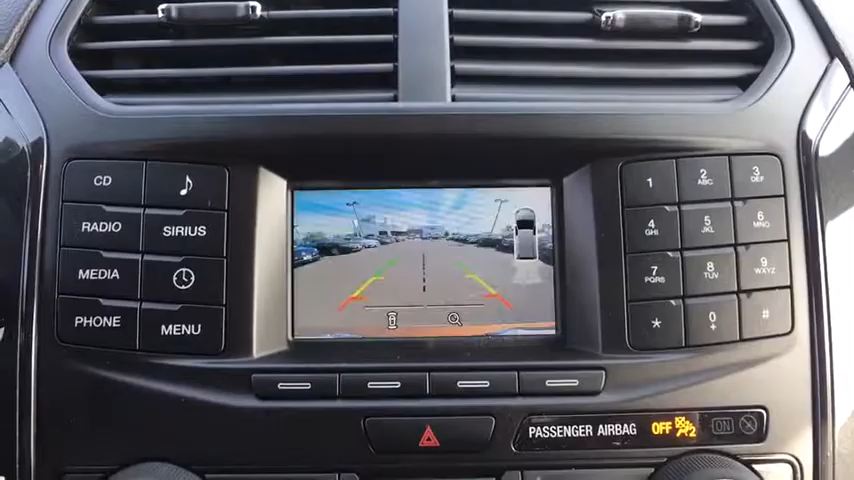 CD
RADIO
SIRIUS
MEDIA
PHONE
MENU
1
2
ABC
3
DEF
4
GHI
5
JKL
6
MNO
7
PQRS
8
TUV
9
WXYZ
*
0
+
#
PASSENGER AIRBAG
OFF
2
ON